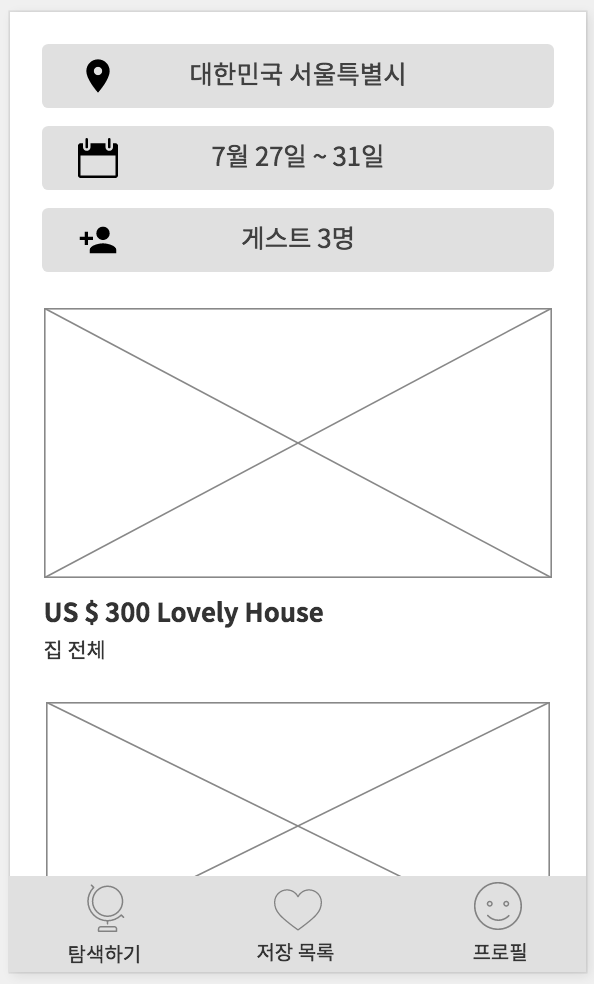 대한민국 서울특별시
7월 27일 ~ 31일
게스트 3명
US $ 300 Lovely House
집 전체
탐색하기
저장 목록
프로필